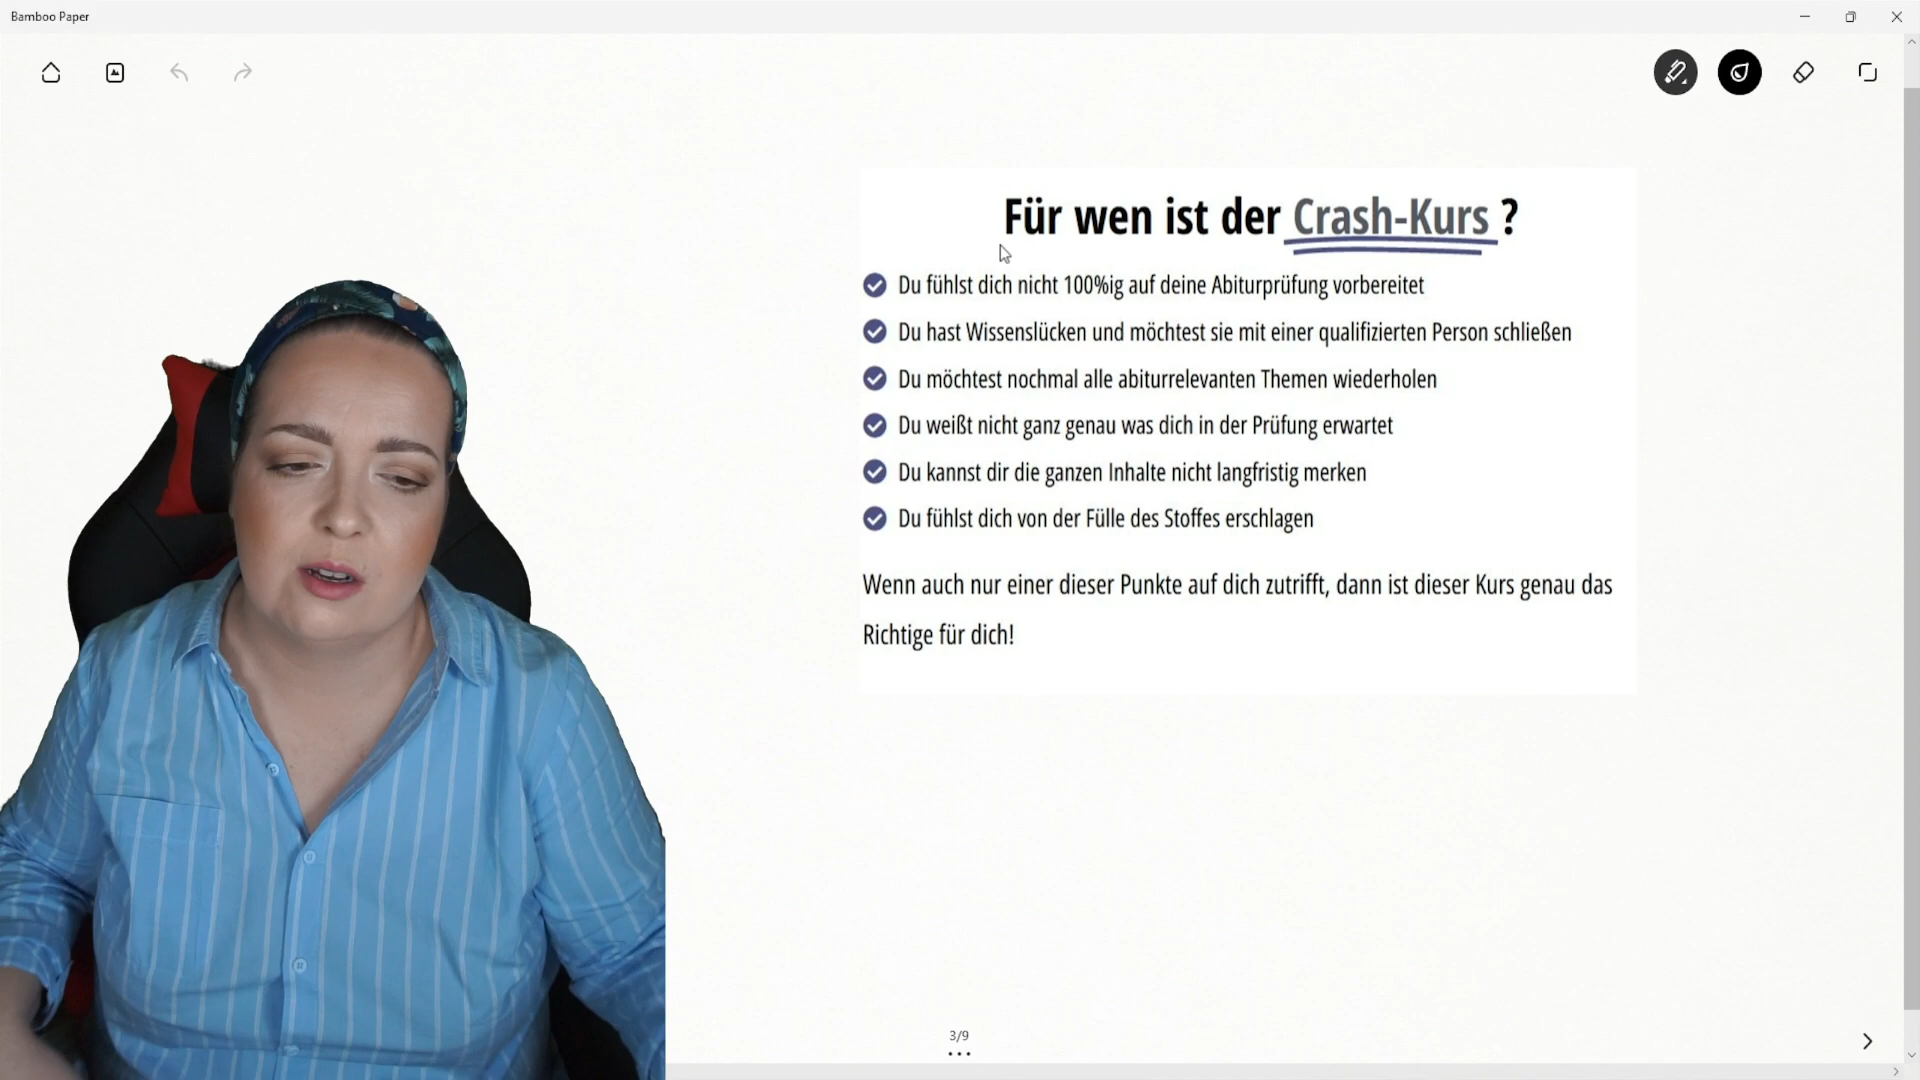 Bamboo Paper
Für wen ist der Crash-Kurs ?
Du fühlst dich nicht 100%ig auf deine Abiturprüfung vorbereitet
Du hast Wissenslücken und möchtest sie mit einer qualifizierten Person schließen
Du möchtest nochmal alle abiturrelevanten Themen wiederholen
Du weißt nicht ganz genau was dich in der Prüfung erwartet
Du kannst dir die ganzen Inhalte nicht langfristig merken
Du fühlst dich von der Fülle des Stoffes erschlagen
Wenn auch nur einer dieser Punkte auf dich zutrifft, dann ist dieser Kurs genau das
Richtige für dich!
3/9